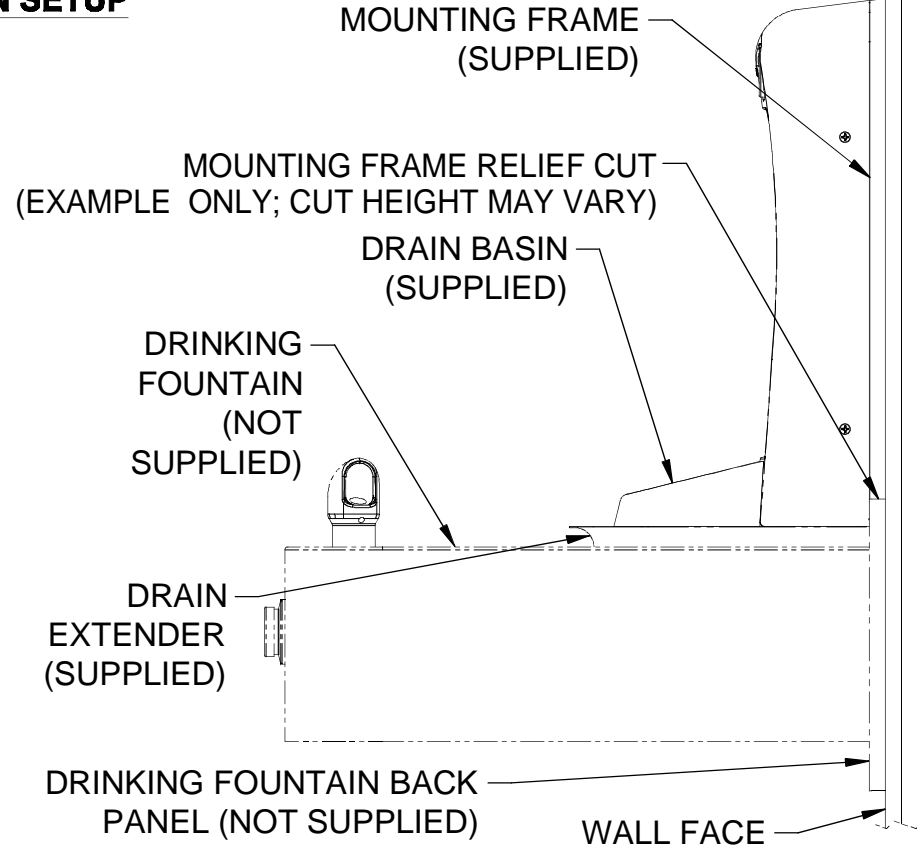 N SETUP
MOUNTING FRAME
(SUPPLIED)
MOUNTING FRAME RELIEF CUT
(EXAMPLE ONLY; CUT HEIGHT MAY VARY)
DRAIN BASIN
(SUPPLIED)
DRINKING
FOUNTAIN
(NOT
SUPPLIED)
DRAIN
EXTENDER
(SUPPLIED)
DRINKING FOUNTAIN BACK
PANEL (NOT SUPPLIED)
WALL FACE